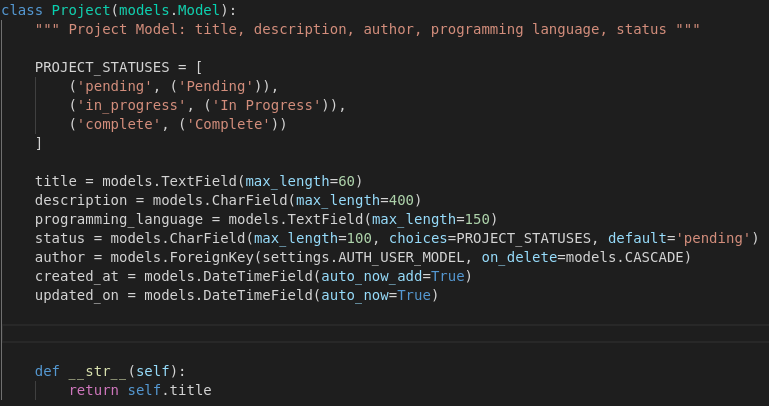 class Project(models.Model):
    """ Project Model: title, description, author, programming language, status """
    PROJECT_STATUSES = [
        ('pending', ('Pending')),
        ('in_progress', ('In Progress')),
        ('complete', ('Complete'))
    ]
    title = models.TextField(max_length=60)
    description = models.CharField(max_length=400)
    programming_language = models.TextField(max_length=150)
    status = models.CharField(max_length=100, choices=PROJECT_STATUSES, default='pending')
    author = models.ForeignKey(settings.AUTH_USER_MODEL, on_delete=models.CASCADE)
    created_at = models.DateTimeField(auto_now_add=True)
    updated_on = models.DateTimeField(auto_now=True)
    def __str__(self):
        return self.title